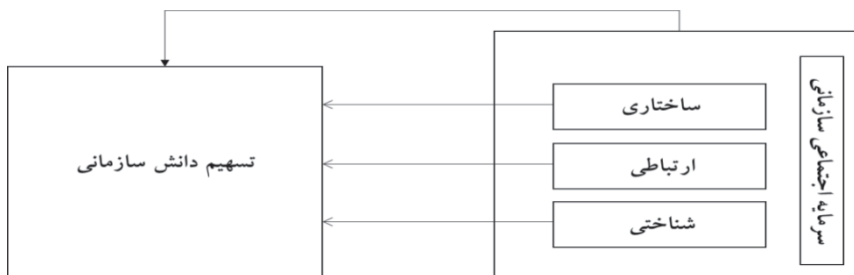 سرمایه اجتماعی سازمانی
ساختاری
ارتباطی
شناختی
تسهیم دانش سازمانی